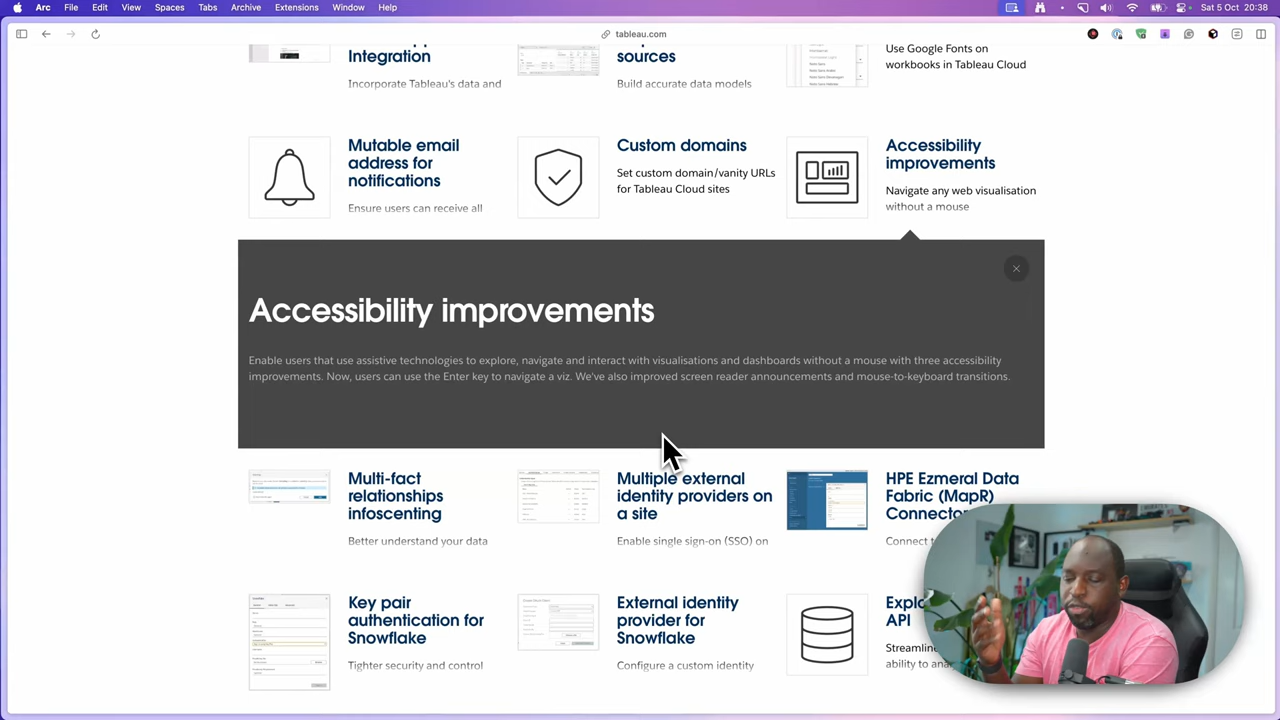 Arc File Edit View Spaces Tabs Archive Extensions Window Help
Sat 5 Oct 20:38
tableau.com
Integration
Incorporate Tableau's data and
sources
Build accurate data models
Use Google Fonts on
workbooks in Tableau Cloud
Mutable email
address for
notifications
Ensure users can receive all
Custom domains
Set custom domain/vanity URLs
for Tableau Cloud sites
Accessibility
improvements
Navigate any web visualisation
without a mouse
Accessibility improvements
Enable users that use assistive technologies to explore, navigate and interact with visualisations and dashboards without a mouse with three accessibility
improvements. Now, users can use the Enter key to navigate a viz. We've also improved screen reader announcements and mouse-to-keyboard transitions.
Multi-fact
relationships
infoscenting
Better understand your data
Multiple external
identity providers on
a site
Enable single sign-on (SSO) on
HPE Ezmeral Data
Fabric (MapR)
Connect
Connect t
Key pair
authentication for
Snowflake
Tighter security and control
External identity
provider for
Snowflake
Configure a custom identity
Expl
API
Streamline
ability to a